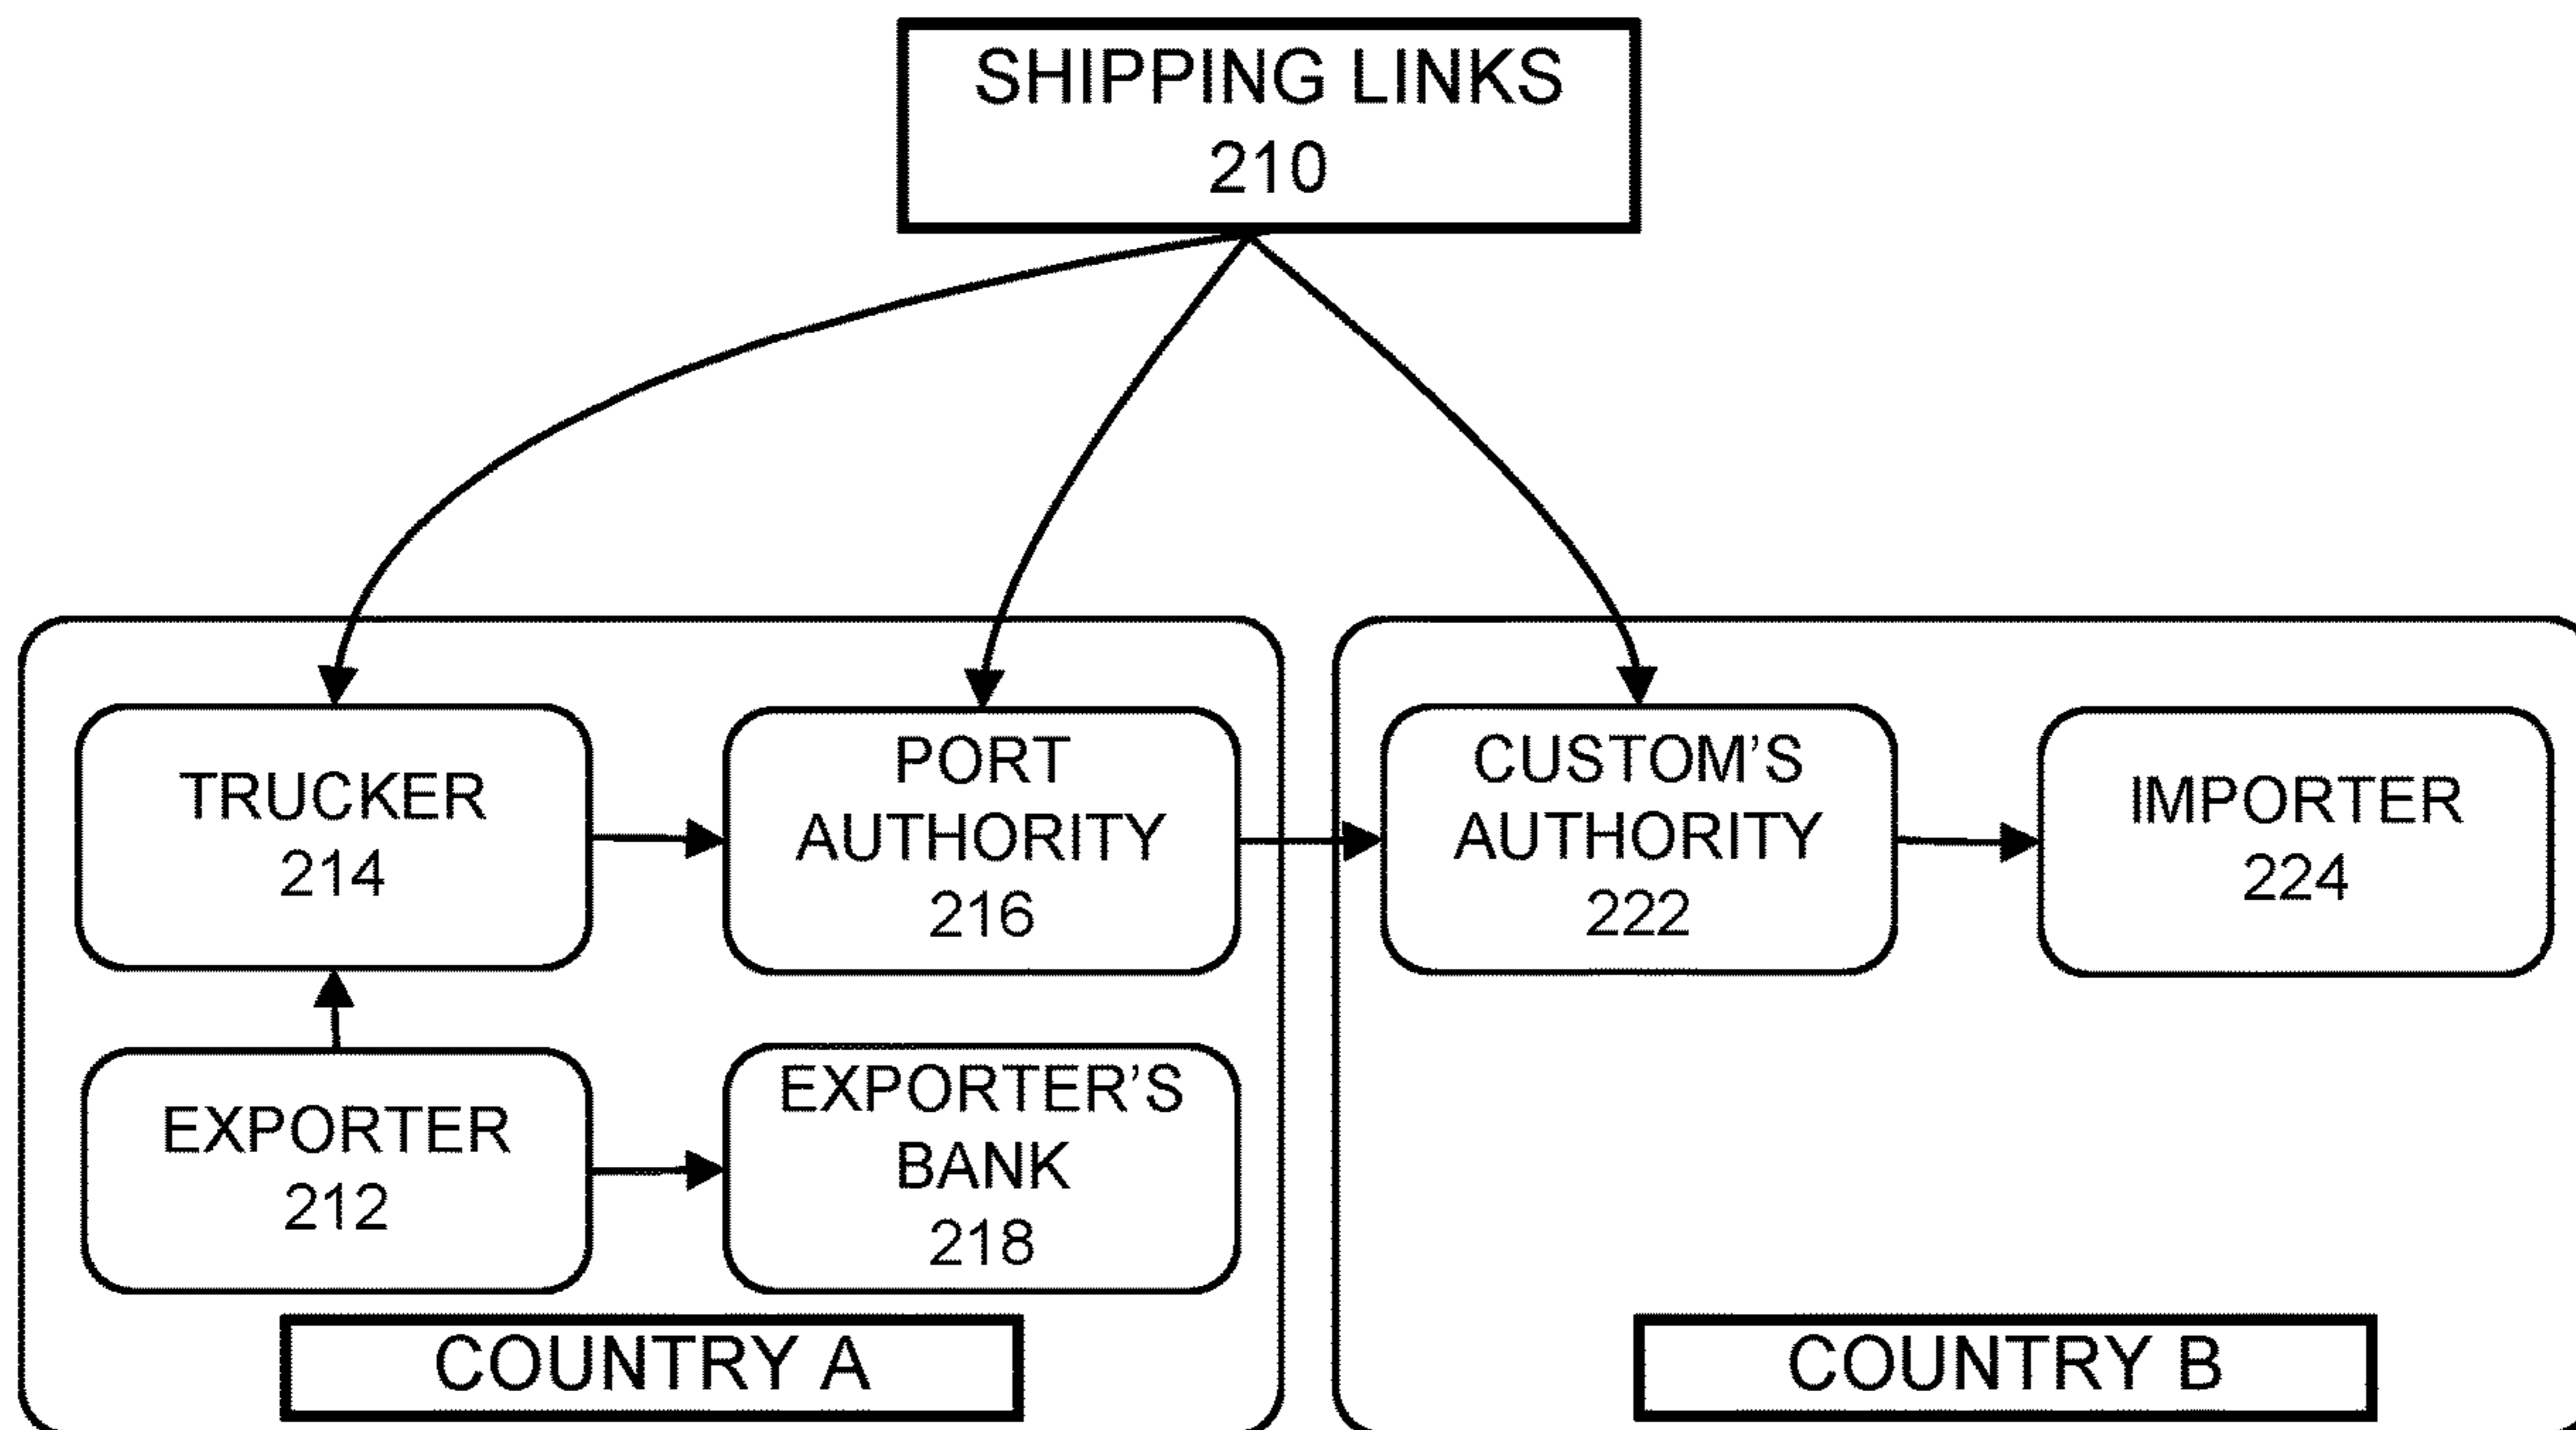 SHIPPING LINKS
210
TRUCKER
214
PORT
AUTHORITY
216
CUSTOM’S
AUTHORITY
222
IMPORTER
224
EXPORTER
212
EXPORTER’S
BANK
218
COUNTRY A
COUNTRY B